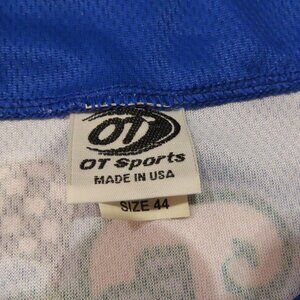 OT
OT Sports
MADE IN USA
SIZE 44